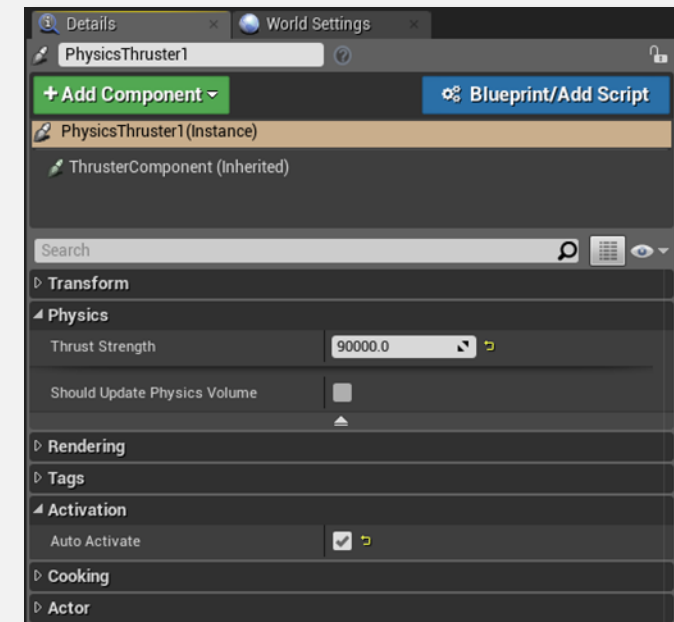 Details
World Settings
PhysicsThruster1
+Add Component
Blueprint/Add Script
PhysicsThruster1(Instance)
ThrusterComponent (Inherited)
Search
Transform
Physics
Thrust Strength 90000.0
Should Update Physics Volume
Rendering
Tags
Activation
Auto Activate
Cooking
Actor